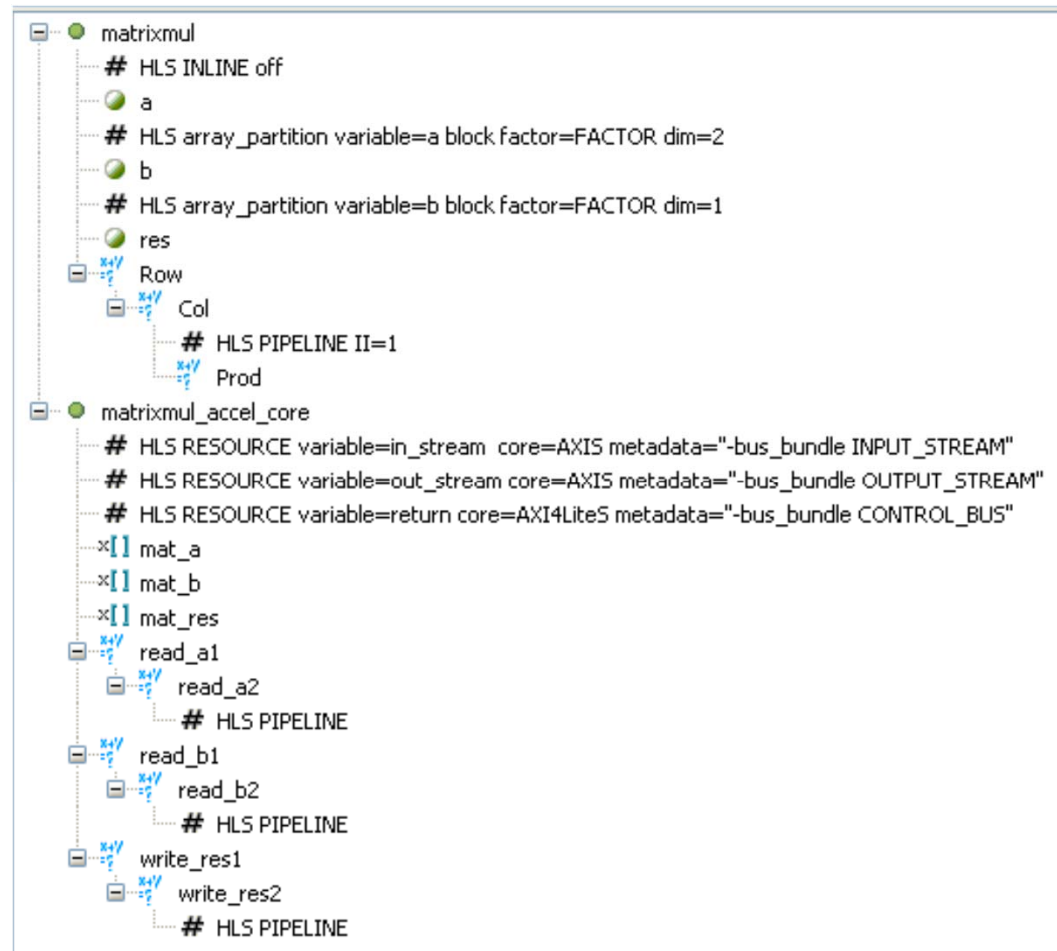 matrixmul
# HLS INLINE off
a
# HLS array_partition variable=a block factor=FACTOR dim=2
b
# HLS array_partition variable=b block factor=FACTOR dim=1
res
Row
Col
# HLS PIPELINE II=1
Prod
matrixmul_accel_core
# HLS RESOURCE variable=in_stream  core=AXIS metadata="-bus_bundle INPUT_STREAM"
# HLS RESOURCE variable=out_stream core=AXIS metadata="-bus_bundle OUTPUT_STREAM"
# HLS RESOURCE variable=return core=AXI4LiteS metadata="-bus_bundle CONTROL_BUS"
×[] mat_a
×[] mat_b
×[] mat_res
read_a1
read_a2
# HLS PIPELINE
read_b1
read_b2
# HLS PIPELINE
write_res1
write_res2
# HLS PIPELINE